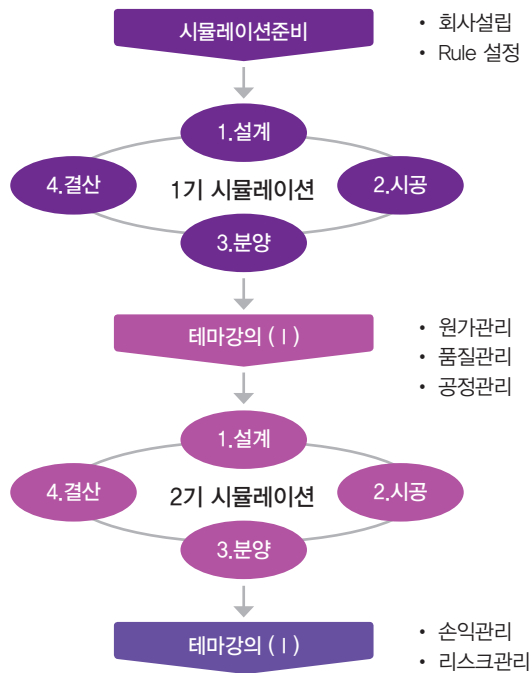 시뮬레이션준비
• 회사설립
• Rule 설정
1.설계
4.결산
1기 시뮬레이션
2.시공
3.분양
테마강의 ( I )
• 원가관리
• 품질관리
• 공정관리
1.설계
4.결산
2기 시뮬레이션
2.시공
3.분양
테마강의 ( I )
• 손익관리
• 리스크관리